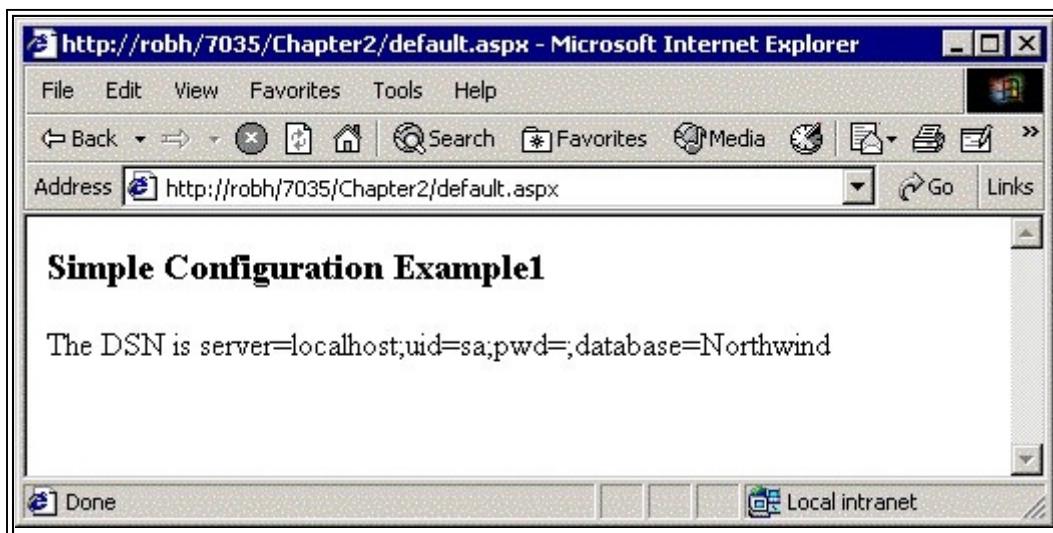 http://robh/7035/Chapter2/default.aspx - Microsoft Internet Explorer
File Edit View Favorites Tools Help
Back Search Favorites Media »
Address http://robh/7035/Chapter2/default.aspx Go Links
Simple Configuration Example1
The DSN is server=localhost;uid=sa;pwd=;database=Northwind
Done Local intranet